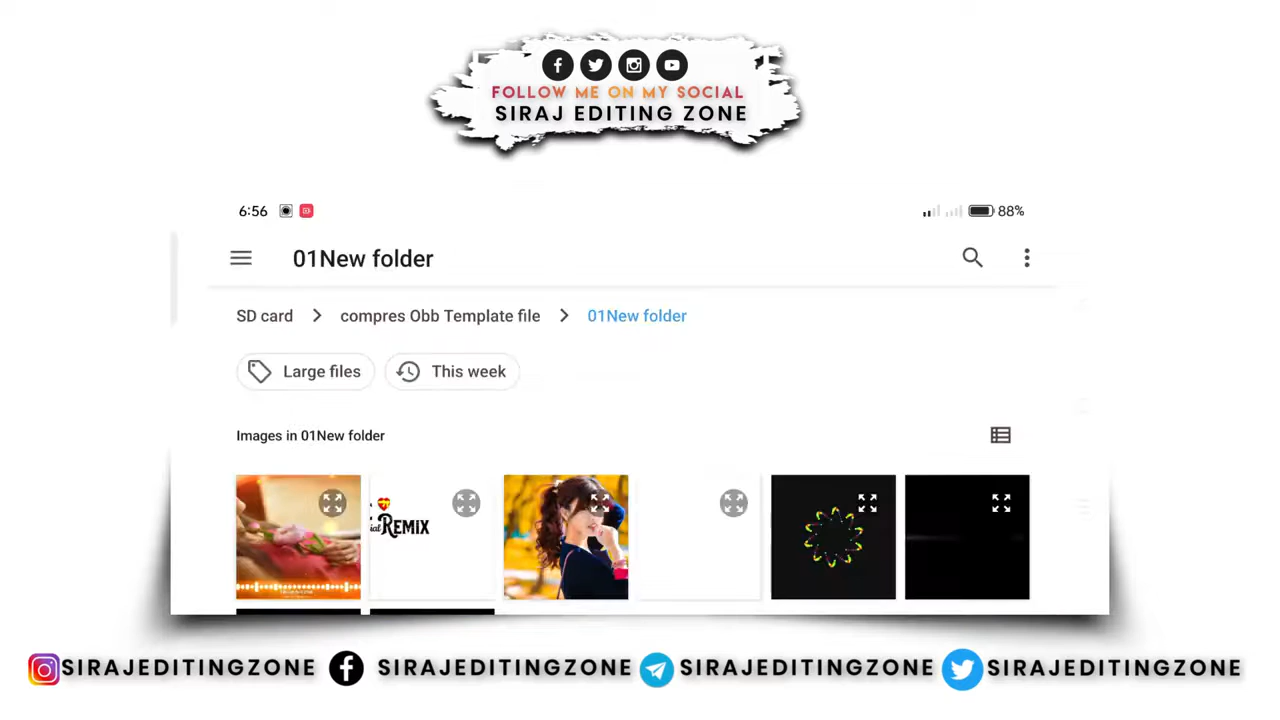 FOLLOW ME ON MY SOCIAL
SIRAJ EDITING ZONE
6:56 88%
01New folder
SD card compres Obb Template file 01New folder
Large files This week
Images in 01New folder
ial REMIX
SIRAJEDITINGZONE SIRAJEDITINGZONE SIRAJEDITINGZONE SIRAJEDITINGZONE